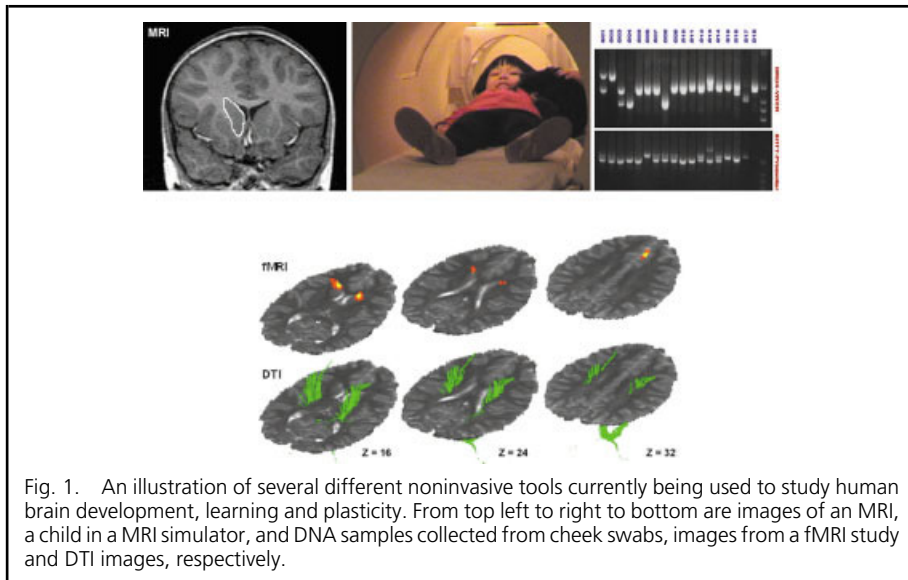 MRI
fMRI
DTI
Z = 16
Z = 24
Z = 32
Fig. 1. An illustration of several different noninvasive tools currently being used to study human
brain development, learning and plasticity. From top left to right to bottom are images of an MRI,
a child in a MRI simulator, and DNA samples collected from cheek swabs, images from a fMRI study
and DTI images, respectively.